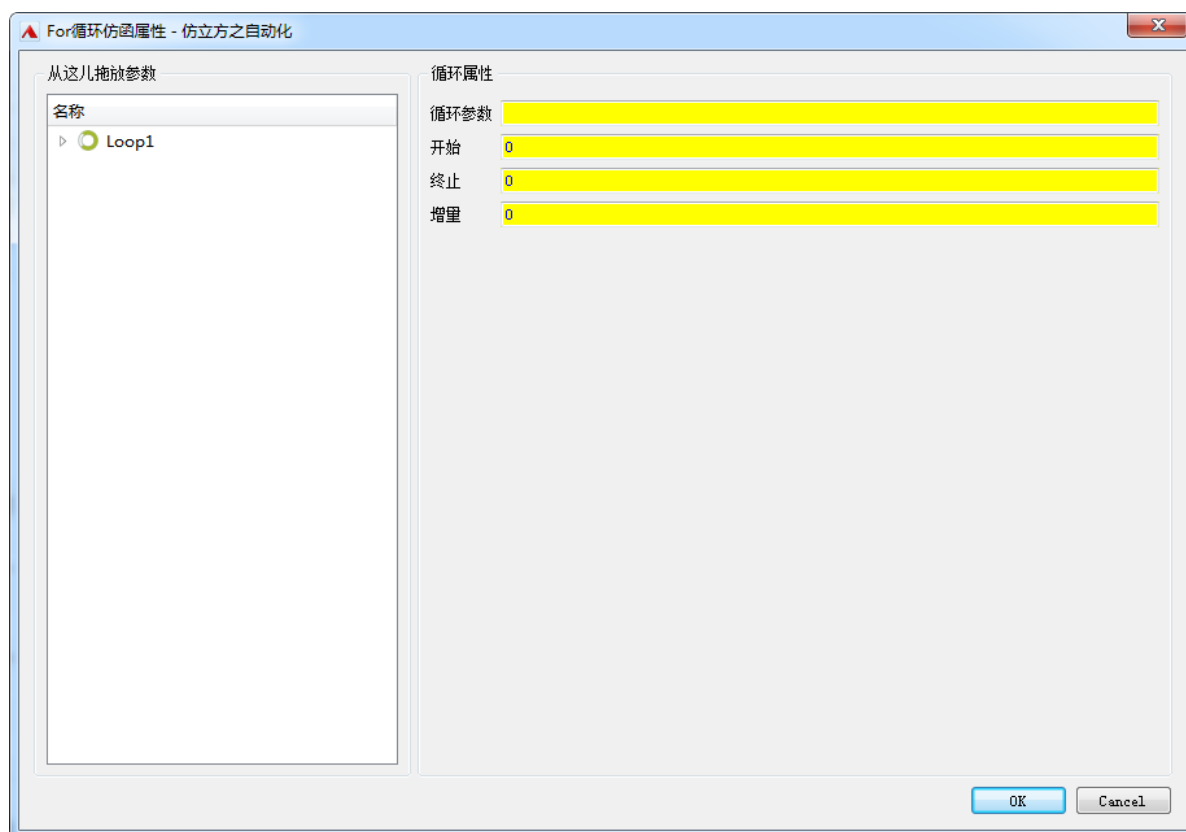 For循环仿函属性 - 仿立方之自动化
从这儿拖放参数
名称
Loop1
循环属性
循环参数
开始 0
终止 0
增量 0
OK Cancel